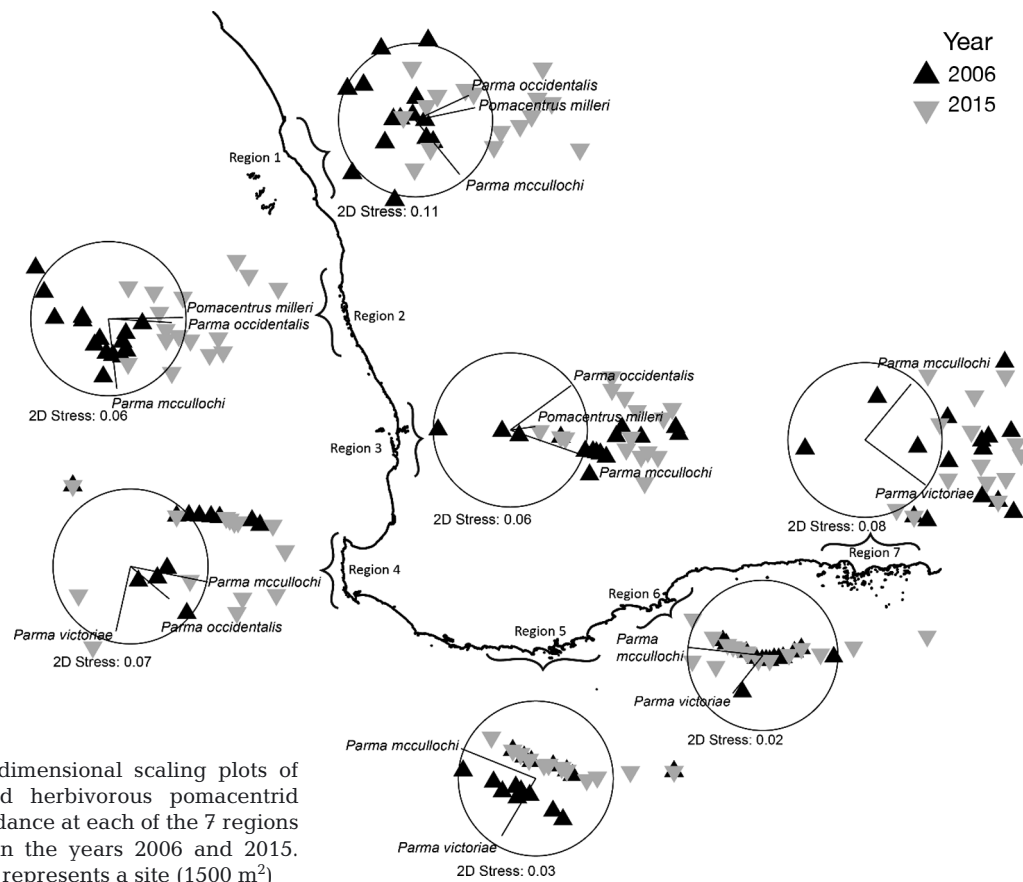 Year
2006
2015
Parma occidentalis
Pomacentrus milleri
Region 1
Parma mccullochi
2D Stress: 0.11
Pomacentrus milleri
Region 2
Parma occidentalis
Parma mccullochi
2D Stress: 0.06
Parma occidentalis
Parma mccullochi
Pomacentrus milleri
Region 3
Parma mccullochi
Parma victoriae
2D Stress: 0.06
2D Stress: 0.08
Region 7
Region 4
Parma mccullochi
Region 6
Parma occidentalis
Parma victoriae
Region 5
Parma
mccullochi
2D Stress: 0.07
Parma victoriae
2D Stress: 0.02
Parma mccullochi
dimensional scaling plots of
d herbivorous pomacentrid
dance at each of the 7 regions
n the years 2006 and 2015.
represents a site (1500 m²)
Parma victoriae
2D Stress: 0.03